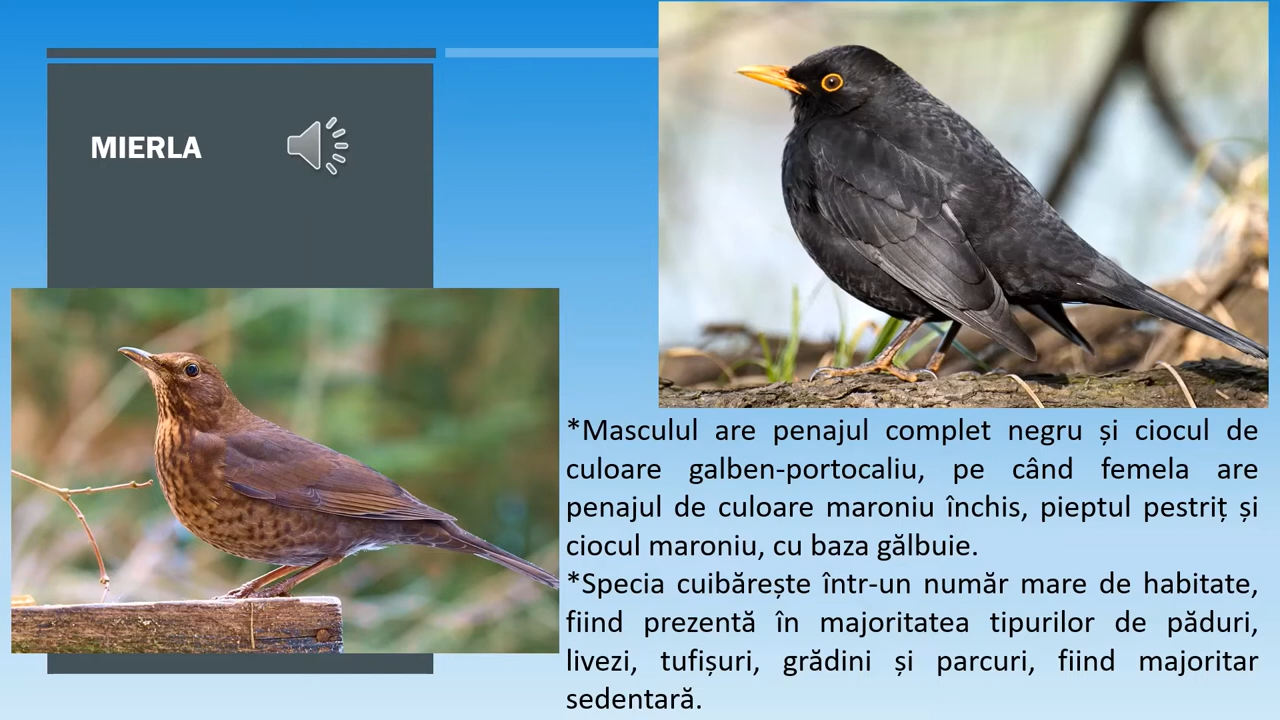 MIERLA
*Masculul are penajul complet negru și ciocul de
culoare galben-portocaliu, pe când femela are
penajul de culoare maroniu închis, pieptul pestriț și
ciocul maroniu, cu baza gălbuie.
*Specia cuibărește într-un număr mare de habitate,
fiind prezentă în majoritatea tipurilor de păduri,
livezi, tufișuri, grădini și parcuri, fiind majoritar
sedentară.